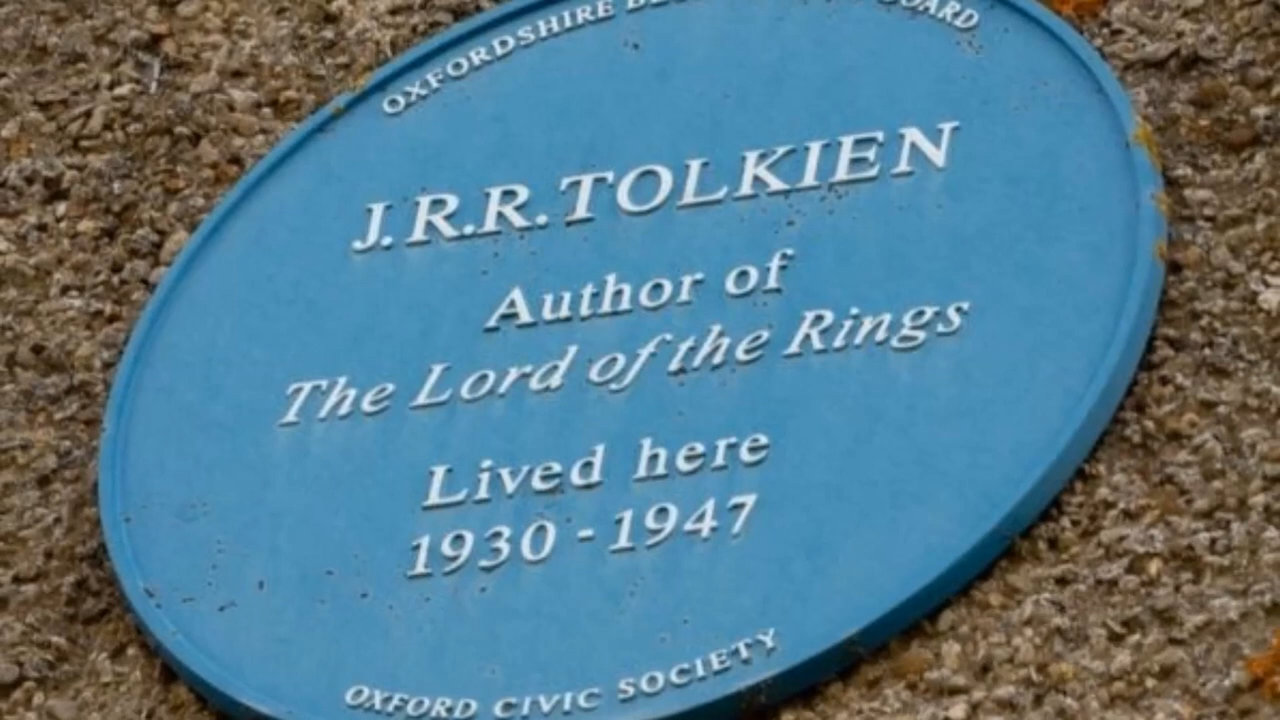 OXFORDSHIRE
J.R.R. TOLKIEN
Author of
The Lord of the Rings
Lived here
1930 - 1947
OXFORD CIVIC SOCIETY